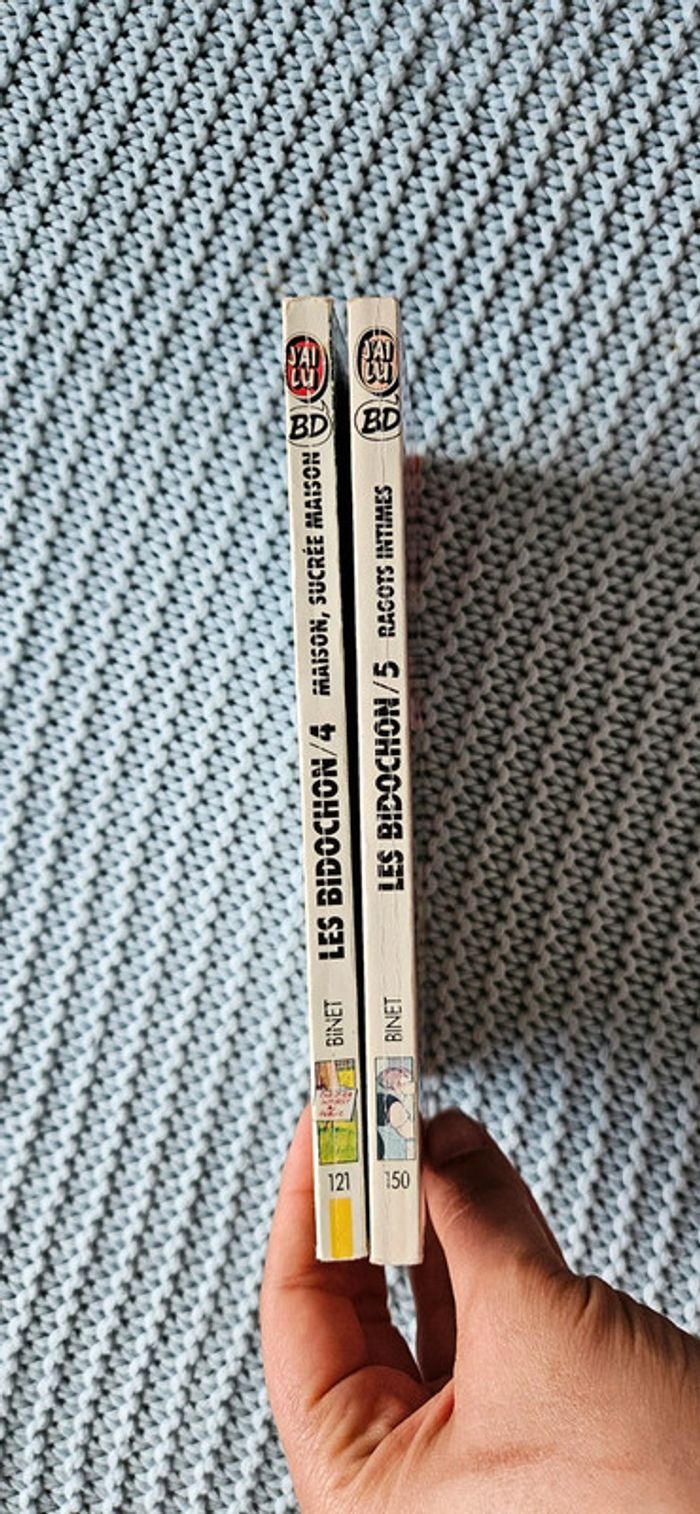 J'AI
LU
BD
MAISON, SUCRÉE MAISON
LES BIDOCHON/4
BINET
121
J'AI
LU
BD
RAGOTS INTIMES
LES BIDOCHON/5
BINET
150